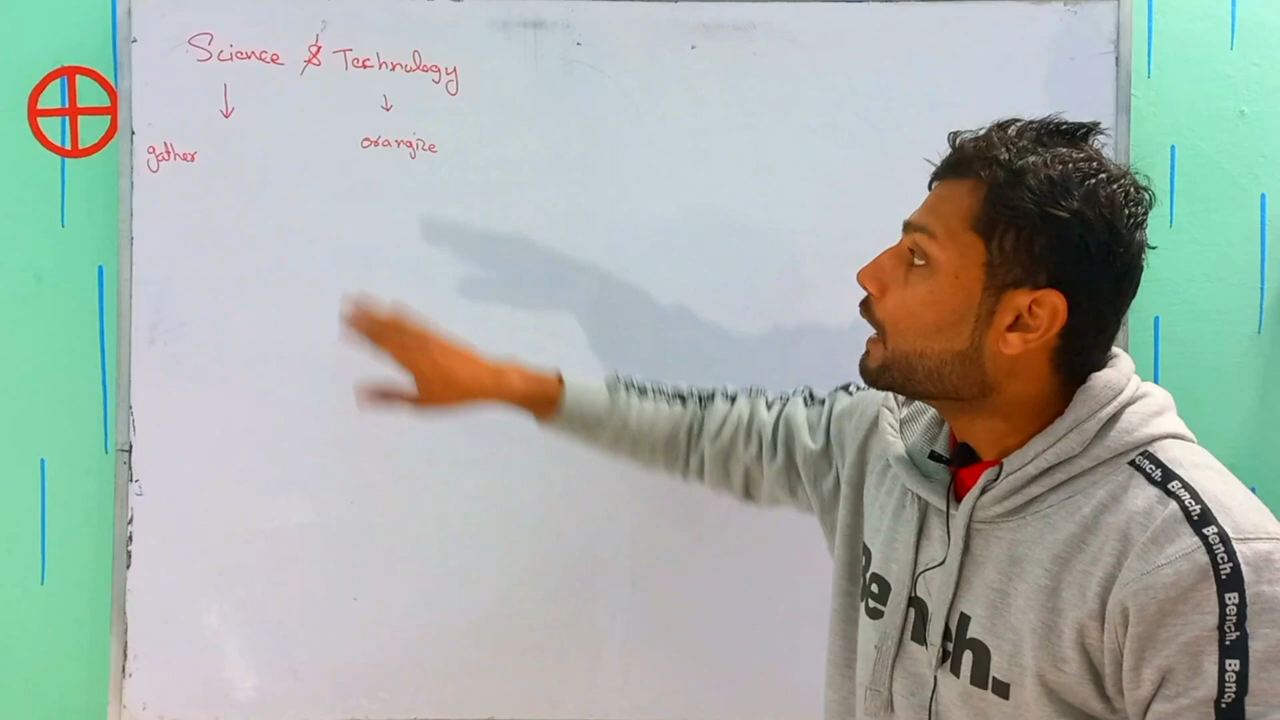 Science & Technology
gather
orangize
Bench.
Bench.
Bench.
Bench.
Bench.